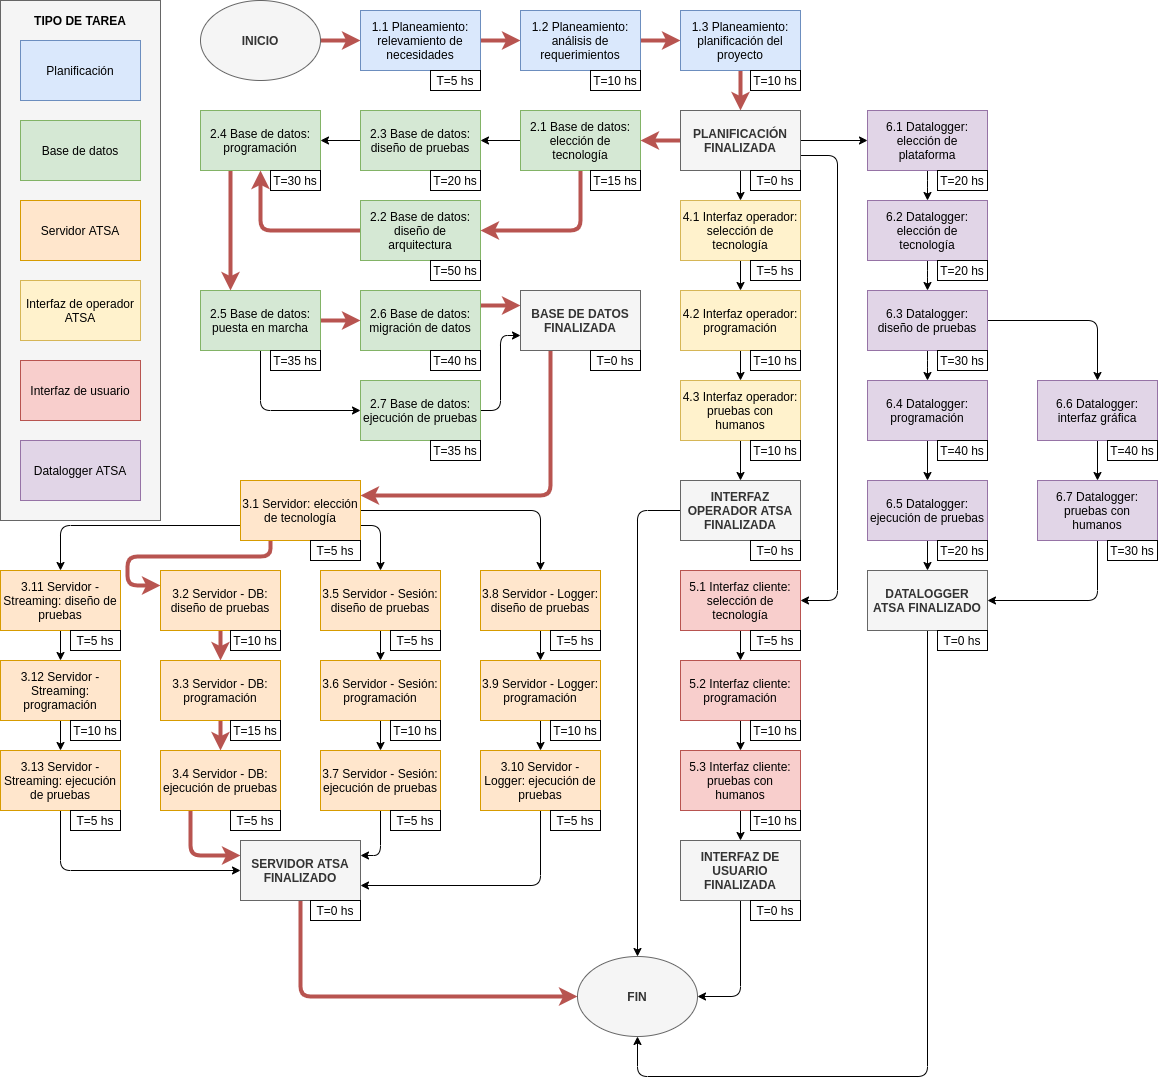 TIPO DE TAREA
Planificación
Base de datos
Servidor ATSA
Interfaz de operador
ATSA
Interfaz de usuario
Datalogger ATSA
INICIO
1.1 Planeamiento:
relevamiento de
necesidades
T=5 hs
1.2 Planeamiento:
análisis de
requerimientos
T=10 hs
1.3 Planeamiento:
planificación del
proyecto
T=10 hs
2.4 Base de datos:
programación
T=30 hs
2.3 Base de datos:
diseño de pruebas
T=20 hs
2.1 Base de datos:
elección de
tecnología
T=15 hs
PLANIFICACIÓN
FINALIZADA
T=0 hs
6.1 Datalogger:
elección de
plataforma
T=20 hs
2.2 Base de datos:
diseño de
arquitectura
T=50 hs
4.1 Interfaz operador:
selección de
tecnología
T=5 hs
6.2 Datalogger:
elección de
tecnología
T=20 hs
2.5 Base de datos:
puesta en marcha
T=35 hs
2.6 Base de datos:
migración de datos
T=40 hs
BASE DE DATOS
FINALIZADA
T=0 hs
4.2 Interfaz operador:
programación
T=10 hs
6.3 Datalogger:
diseño de pruebas
T=30 hs
2.7 Base de datos:
ejecución de pruebas
T=35 hs
4.3 Interfaz operador:
pruebas con
humanos
T=10 hs
6.4 Datalogger:
programación
T=40 hs
6.6 Datalogger:
interfaz gráfica
T=40 hs
3.1 Servidor: elección
de tecnología
T=5 hs
INTERFAZ
OPERADOR ATSA
FINALIZADA
T=0 hs
6.5 Datalogger:
ejecución de pruebas
T=20 hs
6.7 Datalogger:
pruebas con
humanos
T=30 hs
3.11 Servidor -
Streaming: diseño de
pruebas
T=5 hs
3.2 Servidor - DB:
diseño de pruebas
T=10 hs
3.5 Servidor - Sesión:
diseño de pruebas
T=5 hs
3.8 Servidor - Logger:
diseño de pruebas
T=5 hs
5.1 Interfaz cliente:
selección de
tecnología
T=5 hs
DATALOGGER
ATSA FINALIZADO
T=0 hs
3.12 Servidor -
Streaming:
programación
T=10 hs
3.3 Servidor - DB:
programación
T=15 hs
3.6 Servidor - Sesión:
programación
T=10 hs
3.9 Servidor - Logger:
programación
T=10 hs
5.2 Interfaz cliente:
programación
T=10 hs
3.13 Servidor -
Streaming: ejecución
de pruebas
T=5 hs
3.4 Servidor - DB:
ejecución de pruebas
T=5 hs
3.7 Servidor - Sesión:
ejecución de pruebas
T=5 hs
3.10 Servidor -
Logger: ejecución de
pruebas
T=5 hs
5.3 Interfaz cliente:
pruebas con
humanos
T=10 hs
SERVIDOR ATSA
FINALIZADO
T=0 hs
INTERFAZ DE
USUARIO
FINALIZADA
T=0 hs
FIN